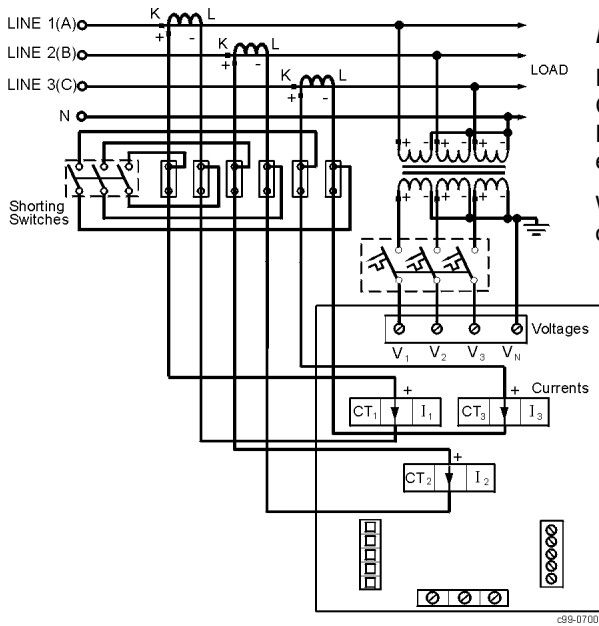 K L
LINE 1(A)
+ -
K L
LINE 2(B)
+ -
LOAD
K L
LINE 3(C)
+ -
N
+ - + - + -
+ - + - + -
Shorting
Switches
Voltages
V1 V2 V3 VN
+ + Currents
CT1 I1 CT3 I3
+
CT2 I2
c99-0700